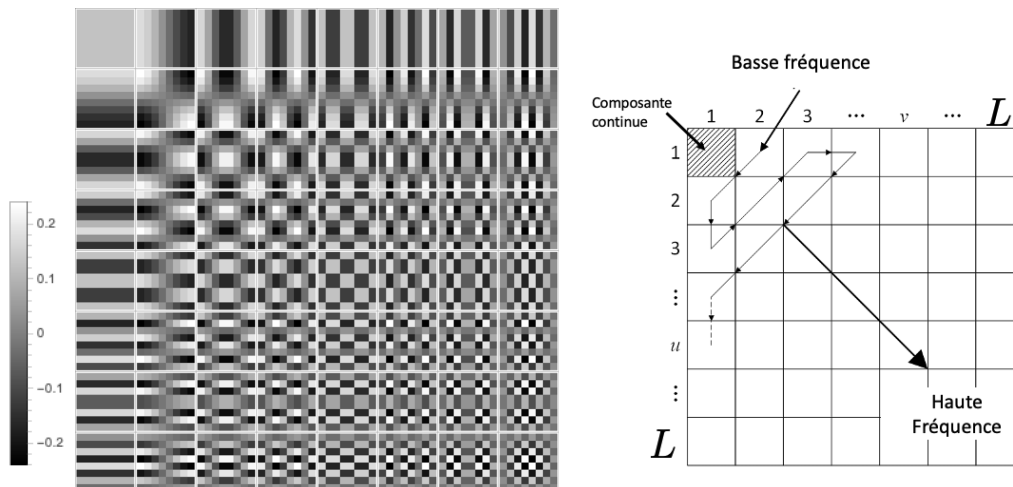 0.2
0.1
0
−0.1
−0.2
Basse fréquence
Composante
continue
1 2 3 ... v ... L
1
2
3
⋮
u
⋮
L
Haute
Fréquence